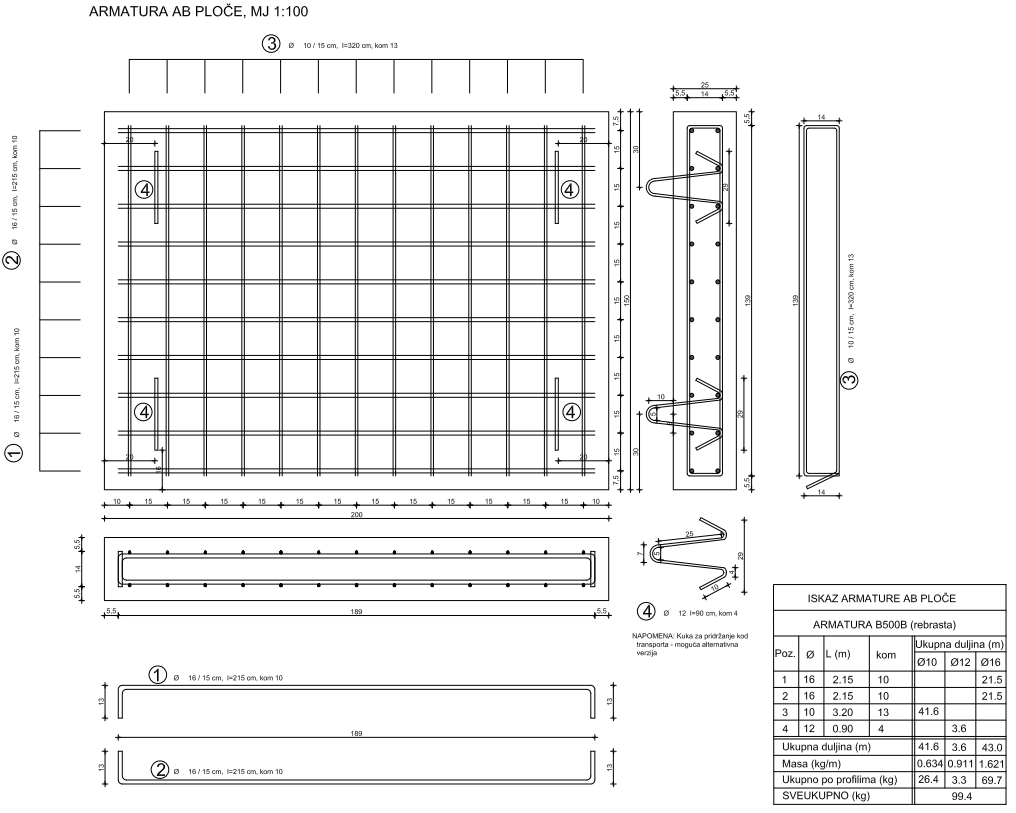 ARMATURA AB PLOČE, MJ 1:100
3 Ø 10 / 15 cm, l=320 cm, kom 13
2 Ø 16 / 15 cm, l=215 cm, kom 10
1 Ø 16 / 15 cm, l=215 cm, kom 10
20 20
4 4
4 4
20 16 20
7,5 15 15 15 15 15 15 15 15 15 7,5
30 150 30
10 15 15 15 15 15 15 15 15 15 15 15 15 10
200
25
5,5 14 5,5
5,5 139 5,5
29
10 5 29
14
139
3 Ø 10 / 15 cm, l=320 cm, kom 13
14
5,5 14 5,5
5,5 189 5,5
25
7 5 29
4
10
4 Ø 12 l=90 cm, kom 4
NAPOMENA: Kuka za pridržanje kod
transporta - moguća alternativna
verzija
1 Ø 16 / 15 cm, l=215 cm, kom 10
13 13
189
13 13
2 Ø 16 / 15 cm, l=215 cm, kom 10
ISKAZ ARMATURE AB PLOČE
ARMATURA B500B (rebrasta)
Poz. Ø L (m) kom Ukupna duljina (m)
Ø10 Ø12 Ø16
1 16 2.15 10 21.5
2 16 2.15 10 21.5
3 10 3.20 13 41.6
4 12 0.90 4 3.6
Ukupna duljina (m) 41.6 3.6 43.0
Masa (kg/m) 0.634 0.911 1.621
Ukupno po profilima (kg) 26.4 3.3 69.7
SVEUKUPNO (kg) 99.4